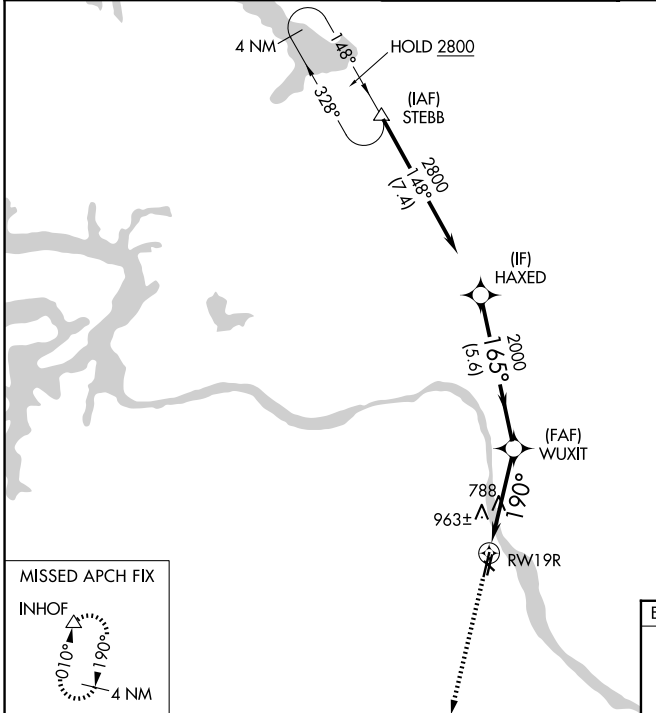 4 NM
148°
HOLD 2800
328°
(IAF)
STEBB
2800
148°
(7.4)
(IF)
HAXED
2000
165°
(5.6)
(FAF)
WUXIT
190°
788
963±
RW19R
MISSED APCH FIX
INHOF
010°
190°
4 NM
E